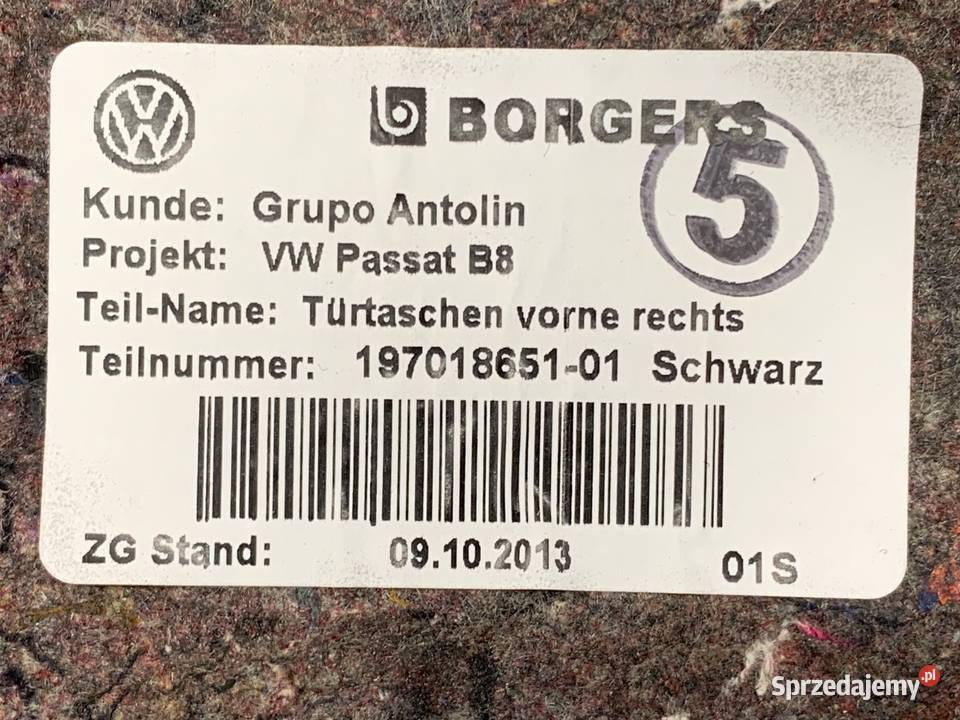 VW BORGERS
5
Kunde: Grupo Antolin
Projekt: VW Passat B8
Teil-Name: Türtaschen vorne rechts
Teilnummer: 197018651-01 Schwarz
ZG Stand: 09.10.2013 01S
Sprzedajemy.pl